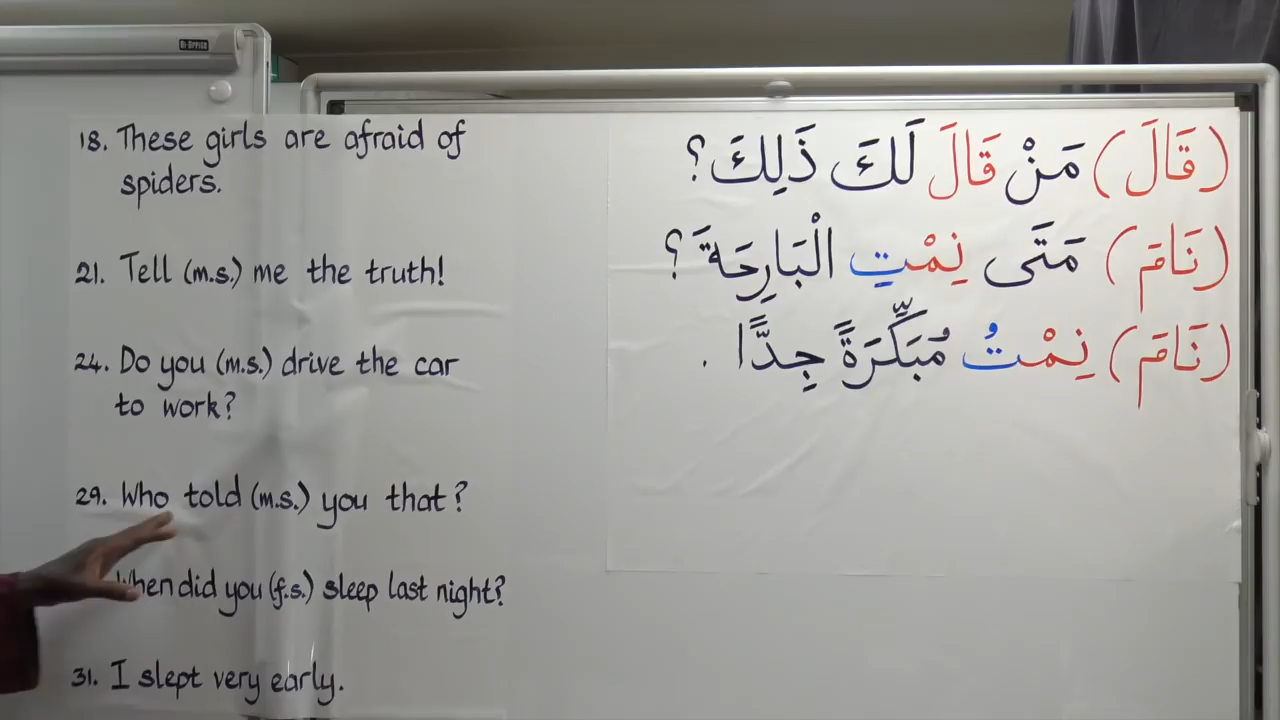 Bi-Office
18. These girls are afraid of
spiders.
21. Tell (m.s.) me the truth!
24. Do you (m.s.) drive the car
to work?
29. Who told (m.s.) you that?
When did you (f.s.) sleep last night?
31. I slept very early.
(قَالَ) مَنْ قَالَ لَكَ ذَلِكَ؟
(نَامَ) مَتَى نِمْتِ الْبَارِحَةَ؟
(نَامَ) نِمْتُ مُبَكِّرَةً جِدًّا .